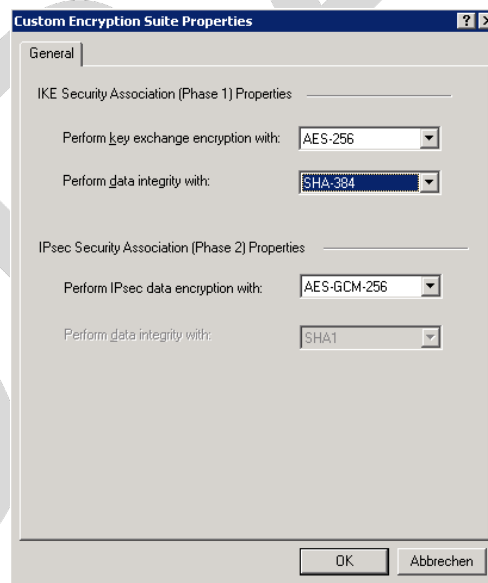 Custom Encryption Suite Properties
General
IKE Security Association (Phase 1) Properties
Perform key exchange encryption with: AES-256
Perform data integrity with: SHA-384
IPsec Security Association (Phase 2) Properties
Perform IPsec data encryption with: AES-GCM-256
Perform data integrity with: SHA1
OK Abbrechen